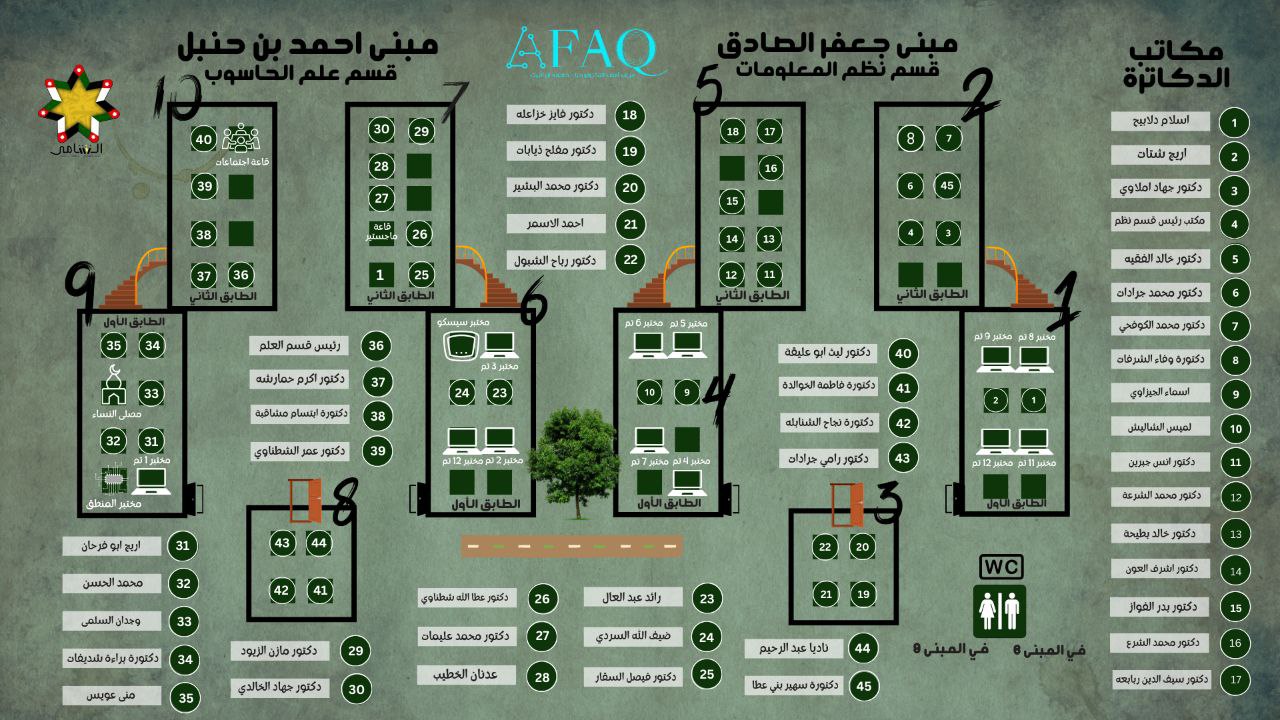 مكاتب
الدكاترة
1 اسلام دلابيح
2 اريج شتات
3 دكتور جهاد املاوي
4 مكتب رئيس قسم نظم
5 دكتور خالد الفقيه
6 دكتور محمد جرادات
7 دكتور محمد الكوفحي
8 دكتورة وفاء الشرفات
9 اسماء الجيزاوي
10 لميس الشاليش
11 دكتور انس جبرين
12 دكتور محمد الشرعة
13 دكتور خالد بطيحة
14 دكتور اشرف العون
15 دكتور بدر الفواز
16 دكتور محمد الشرع
17 دكتور سيف الدين ربابعه
مبنى جعفر الصادق
قسم نظم المعلومات
2
8 7
6 45
4 3
الطابق الثاني
5
18 17
16
15
14 13
12 11
الطابق الثاني
1
مختبر 9 تم مختبر 8 تم
2 1
مختبر 12 تم مختبر 11 تم
الطابق الأول
4
مختبر 6 تم مختبر 5 تم
10 9
مختبر 7 تم مختبر 4 تم
الطابق الأول
3
22 20
21 19
40 دكتور ليث ابو عليقة
41 دكتورة فاطمة الخوالدة
42 دكتورة نجاح الشنابله
43 دكتور رامي جرادات
WC
في المبنى 6 في المبنى 9
44 ناديا عبد الرحيم
45 دكتورة سهير بني عطا
AFAQ
18 دكتور فايز خزاعله
19 دكتور مفلح ذيابات
20 دكتور محمد البشير
21 احمد الاسمر
22 دكتور رباح الشبول
23 رائد عبد العال
24 ضيف الله السردي
25 دكتور فيصل السفار
26 دكتور عطا الله شطناوي
27 دكتور محمد عليمات
28 عدنان الخطيب
مبنى احمد بن حنبل
قسم علم الحاسوب
7
30 29
28
27
قاعة
ماجستير 26
1 25
الطابق الثاني
10
40
قاعة اجتماعات
39
38
37 36
الطابق الثاني
6
مختبر سيسكو
مختبر 3 تم
24 23
مختبر 12 تم مختبر 2 تم
الطابق الأول
9
الطابق الأول
35 34
33
مصلى النساء
32 31
مختبر 1 تم
مختبر المنطق
8
43 44
42 41
36 رئيس قسم العلم
37 دكتور اكرم حمارشه
38 دكتورة ابتسام مشاقبة
39 دكتور عمر الشطناوي
29 دكتور مازن الزيود
30 دكتور جهاد الخالدي
31 اريج ابو فرحان
32 محمد الحسن
33 وجدان السلمى
34 دكتورة براءة شديفات
35 منى عويس